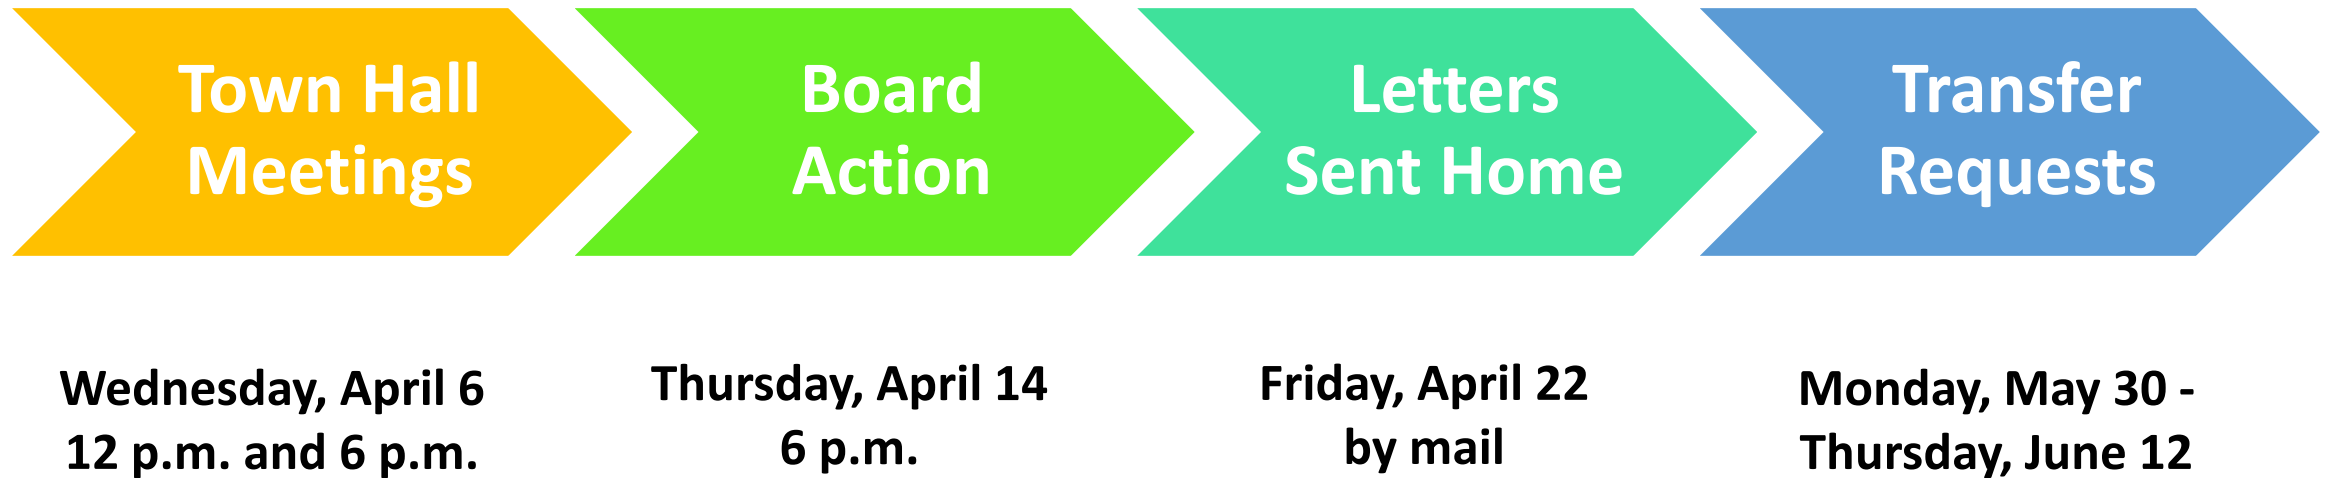 Town Hall
Meetings
Board
Action
Letters
Sent Home
Transfer
Requests
Wednesday, April 6
12 p.m. and 6 p.m.
Thursday, April 14
6 p.m.
Friday, April 22
by mail
Monday, May 30 -
Thursday, June 12